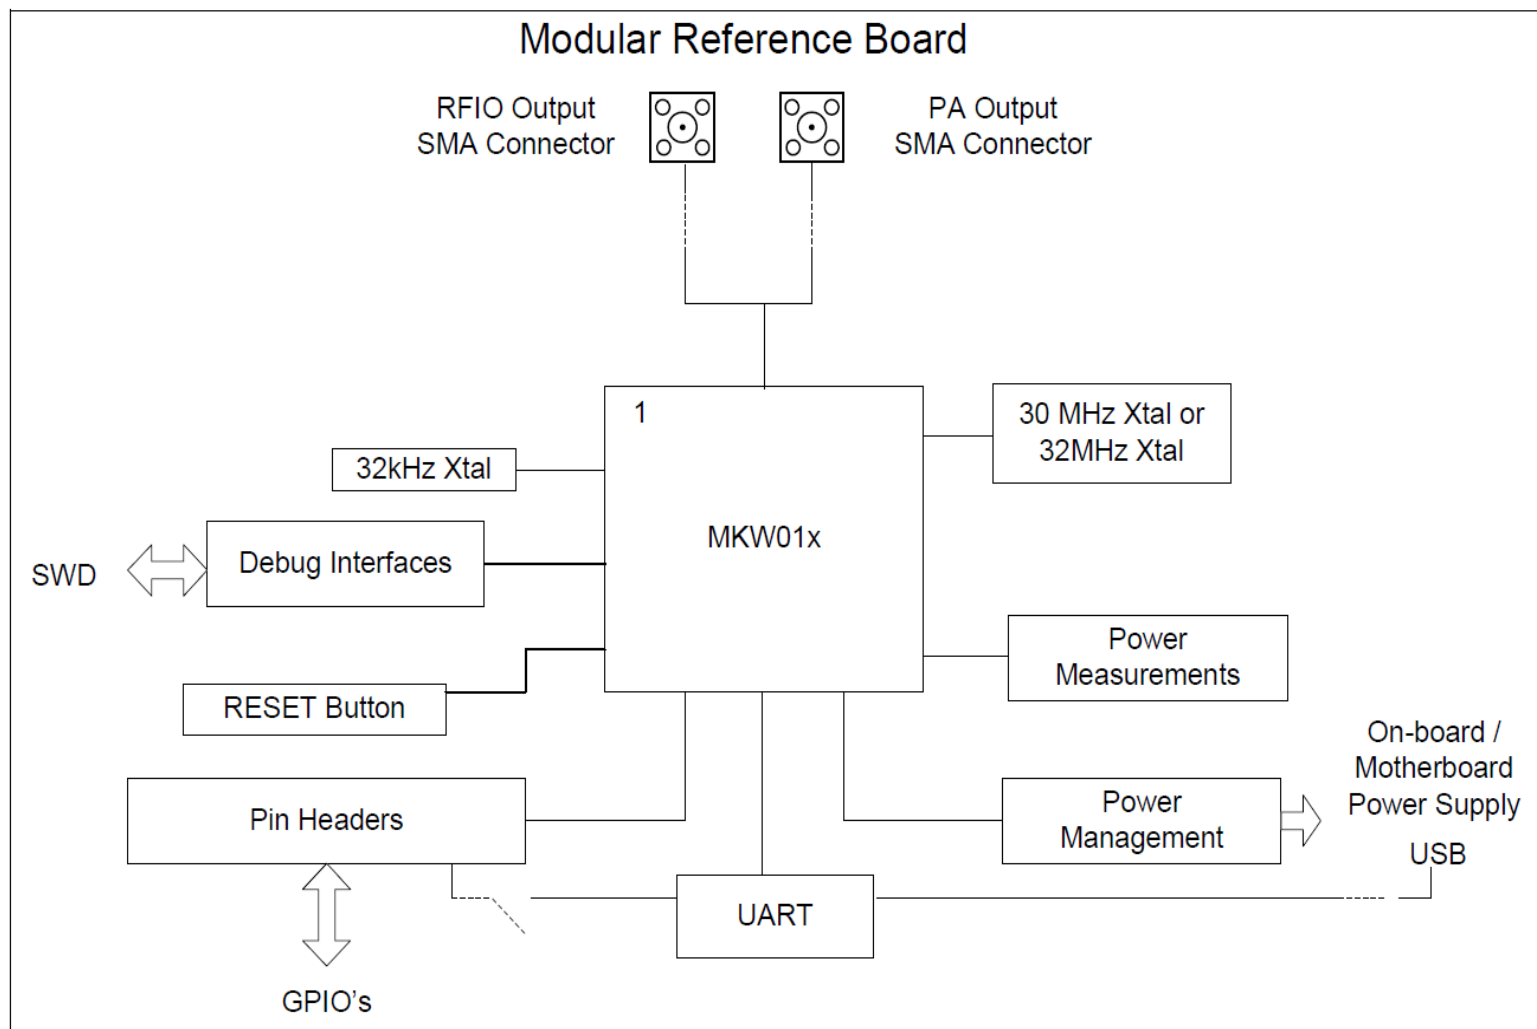 Modular Reference Board
RFIO Output
SMA Connector
PA Output
SMA Connector
1
30 MHz Xtal or
32MHz Xtal
32kHz Xtal
MKW01x
Debug Interfaces
SWD
Power
Measurements
RESET Button
On-board /
Motherboard
Power Supply
Pin Headers
Power
Management
USB
UART
GPIO's